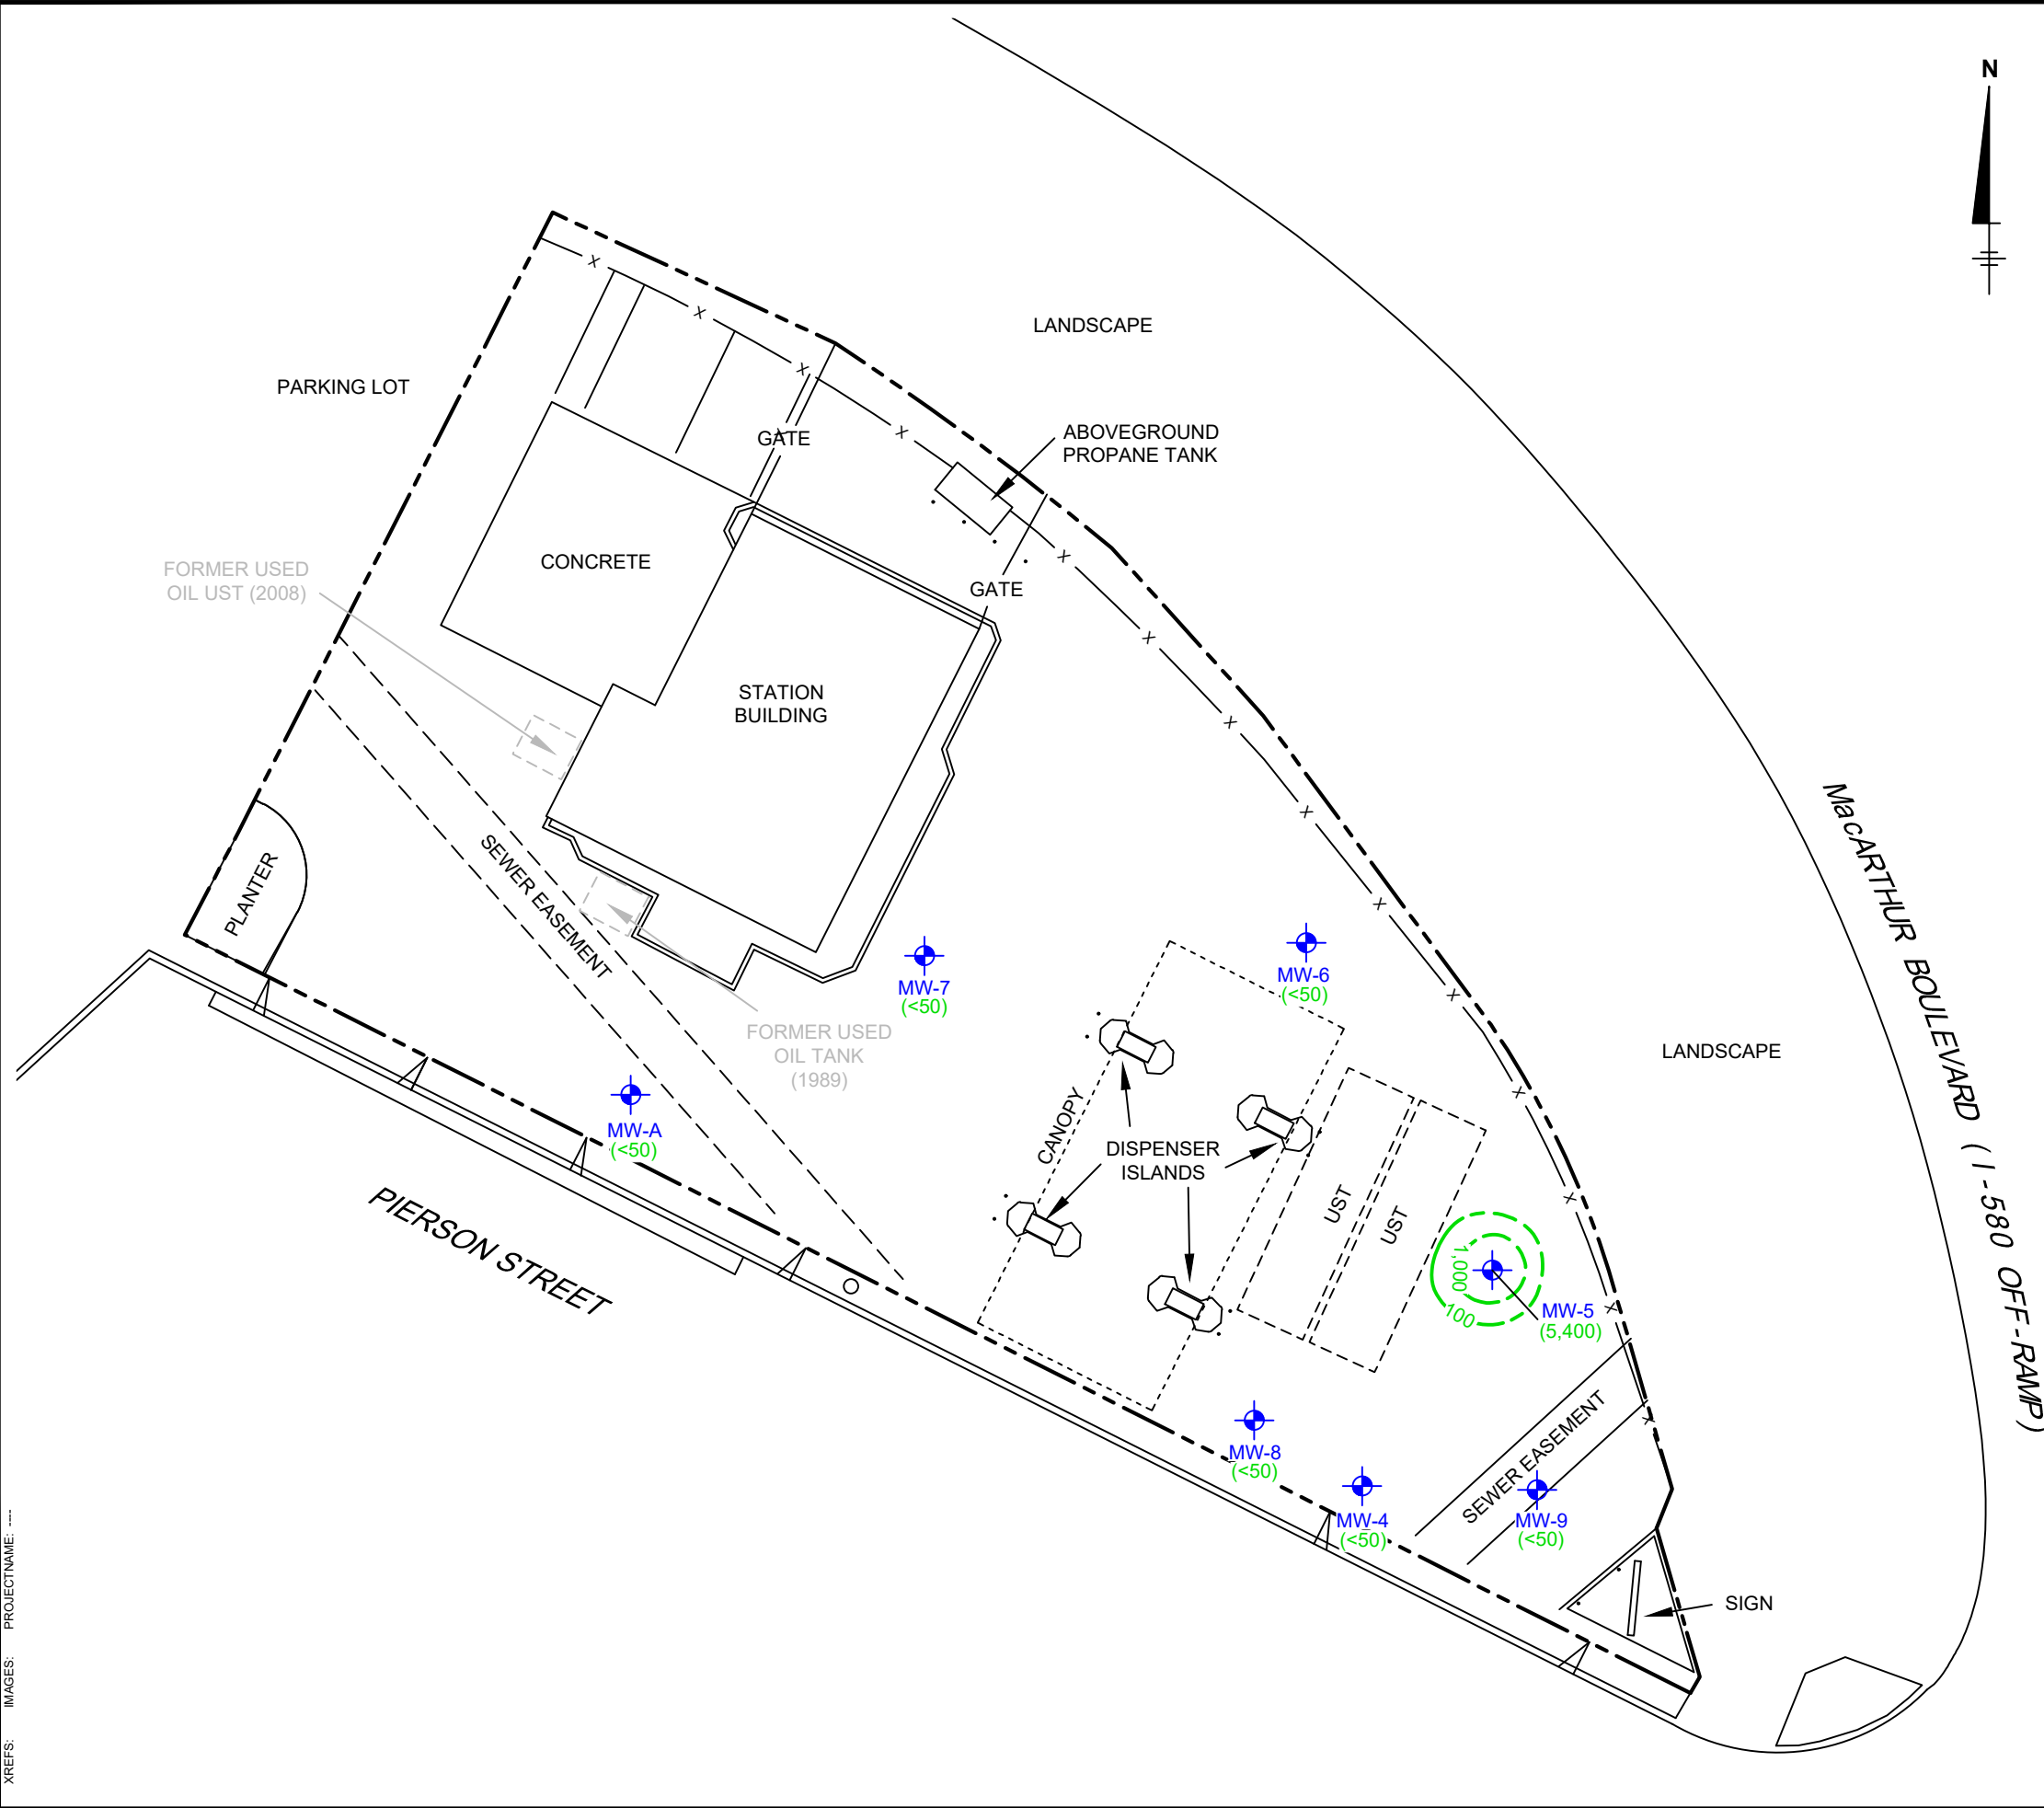 N
LANDSCAPE
PARKING LOT
ABOVEGROUND
PROPANE TANK
GATE
X
X
X
X
CONCRETE
FORMER USED
OIL UST (2008)
GATE
X
X
X
X
X
X
X
X
X
X
STATION
BUILDING
PLANTER
SEWER EASEMENT
MacARTHUR BOULEVARD (I-580 OFF-RAMP)
MW-7
(<50)
MW-6
(<50)
FORMER USED
OIL TANK
(1989)
LANDSCAPE
MW-A
(<50)
CANOPY
DISPENSER
ISLANDS
UST
UST
PIERSON STREET
1,000
100
MW-5
(5,400)
SEWER EASEMENT
MW-8
(<50)
MW-4
(<50)
MW-9
(<50)
SIGN
XREFS: IMAGES: PROJECTNAME: ----